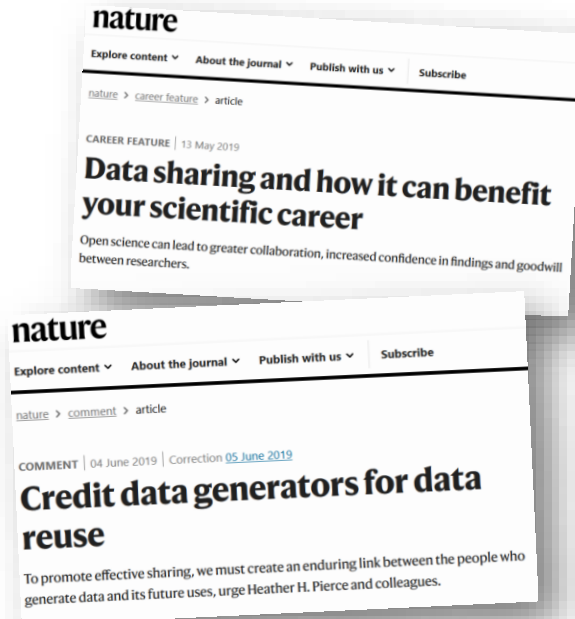 nature
Explore content About the journal Publish with us Subscribe
nature > career feature > article
CAREER FEATURE | 13 May 2019
Data sharing and how it can benefit
your scientific career
Open science can lead to greater collaboration, increased confidence in findings and goodwill
between researchers.
nature
Explore content About the journal Publish with us Subscribe
nature > comment > article
COMMENT | 04 June 2019 | Correction 05 June 2019
Credit data generators for data
reuse
To promote effective sharing, we must create an enduring link between the people who
generate data and its future uses, urge Heather H. Pierce and colleagues.